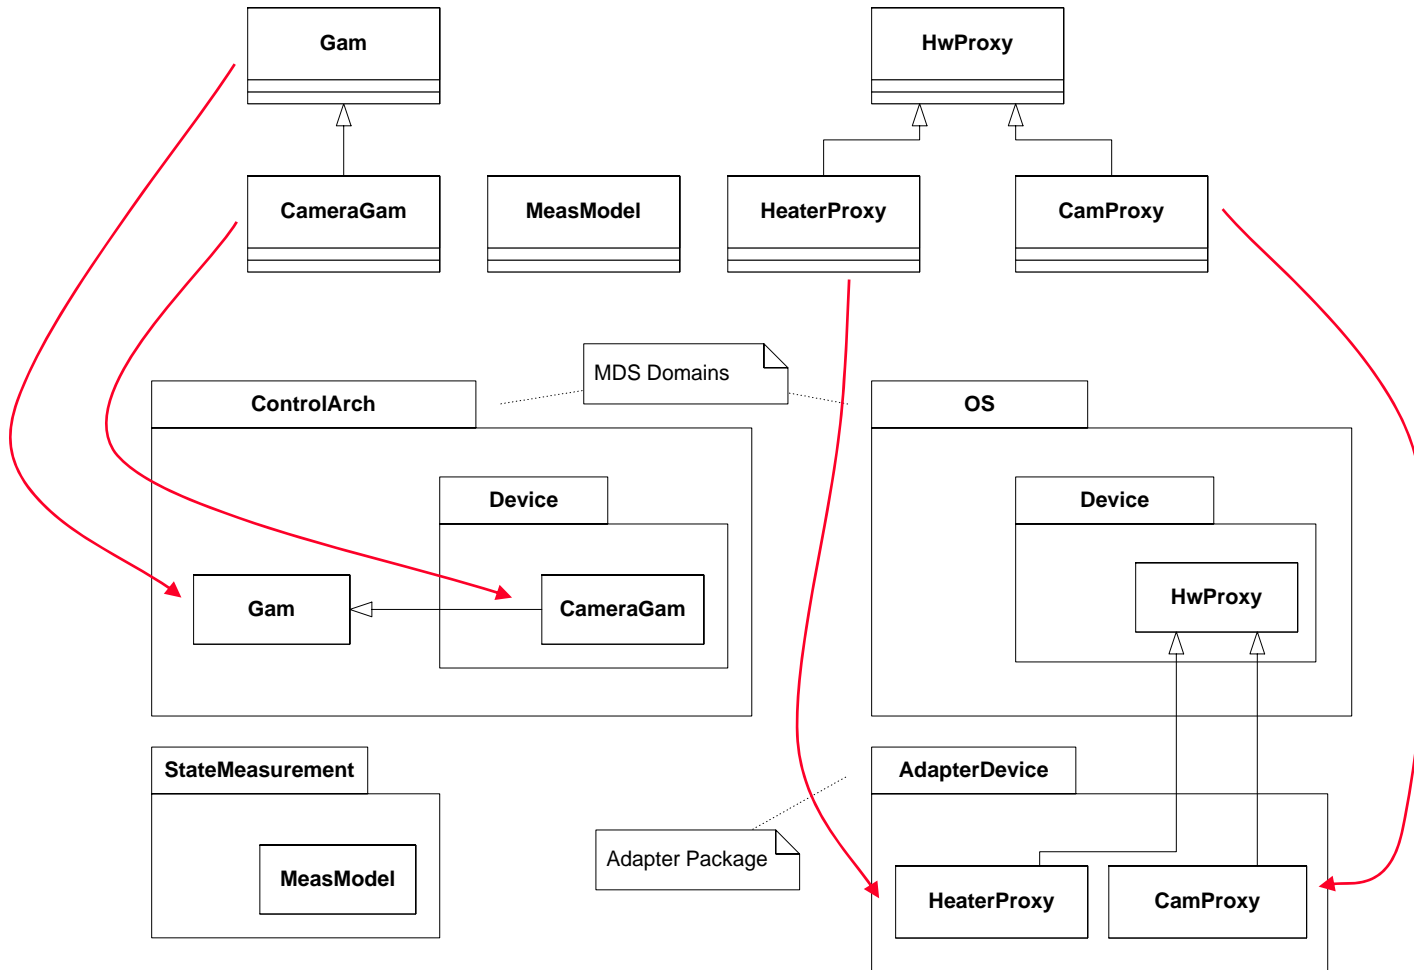 Gam
HwProxy
CameraGam
MeasModel
HeaterProxy
CamProxy
MDS Domains
ControlArch
OS
Device
Device
Gam
CameraGam
HwProxy
StateMeasurement
AdapterDevice
Adapter Package
MeasModel
HeaterProxy
CamProxy